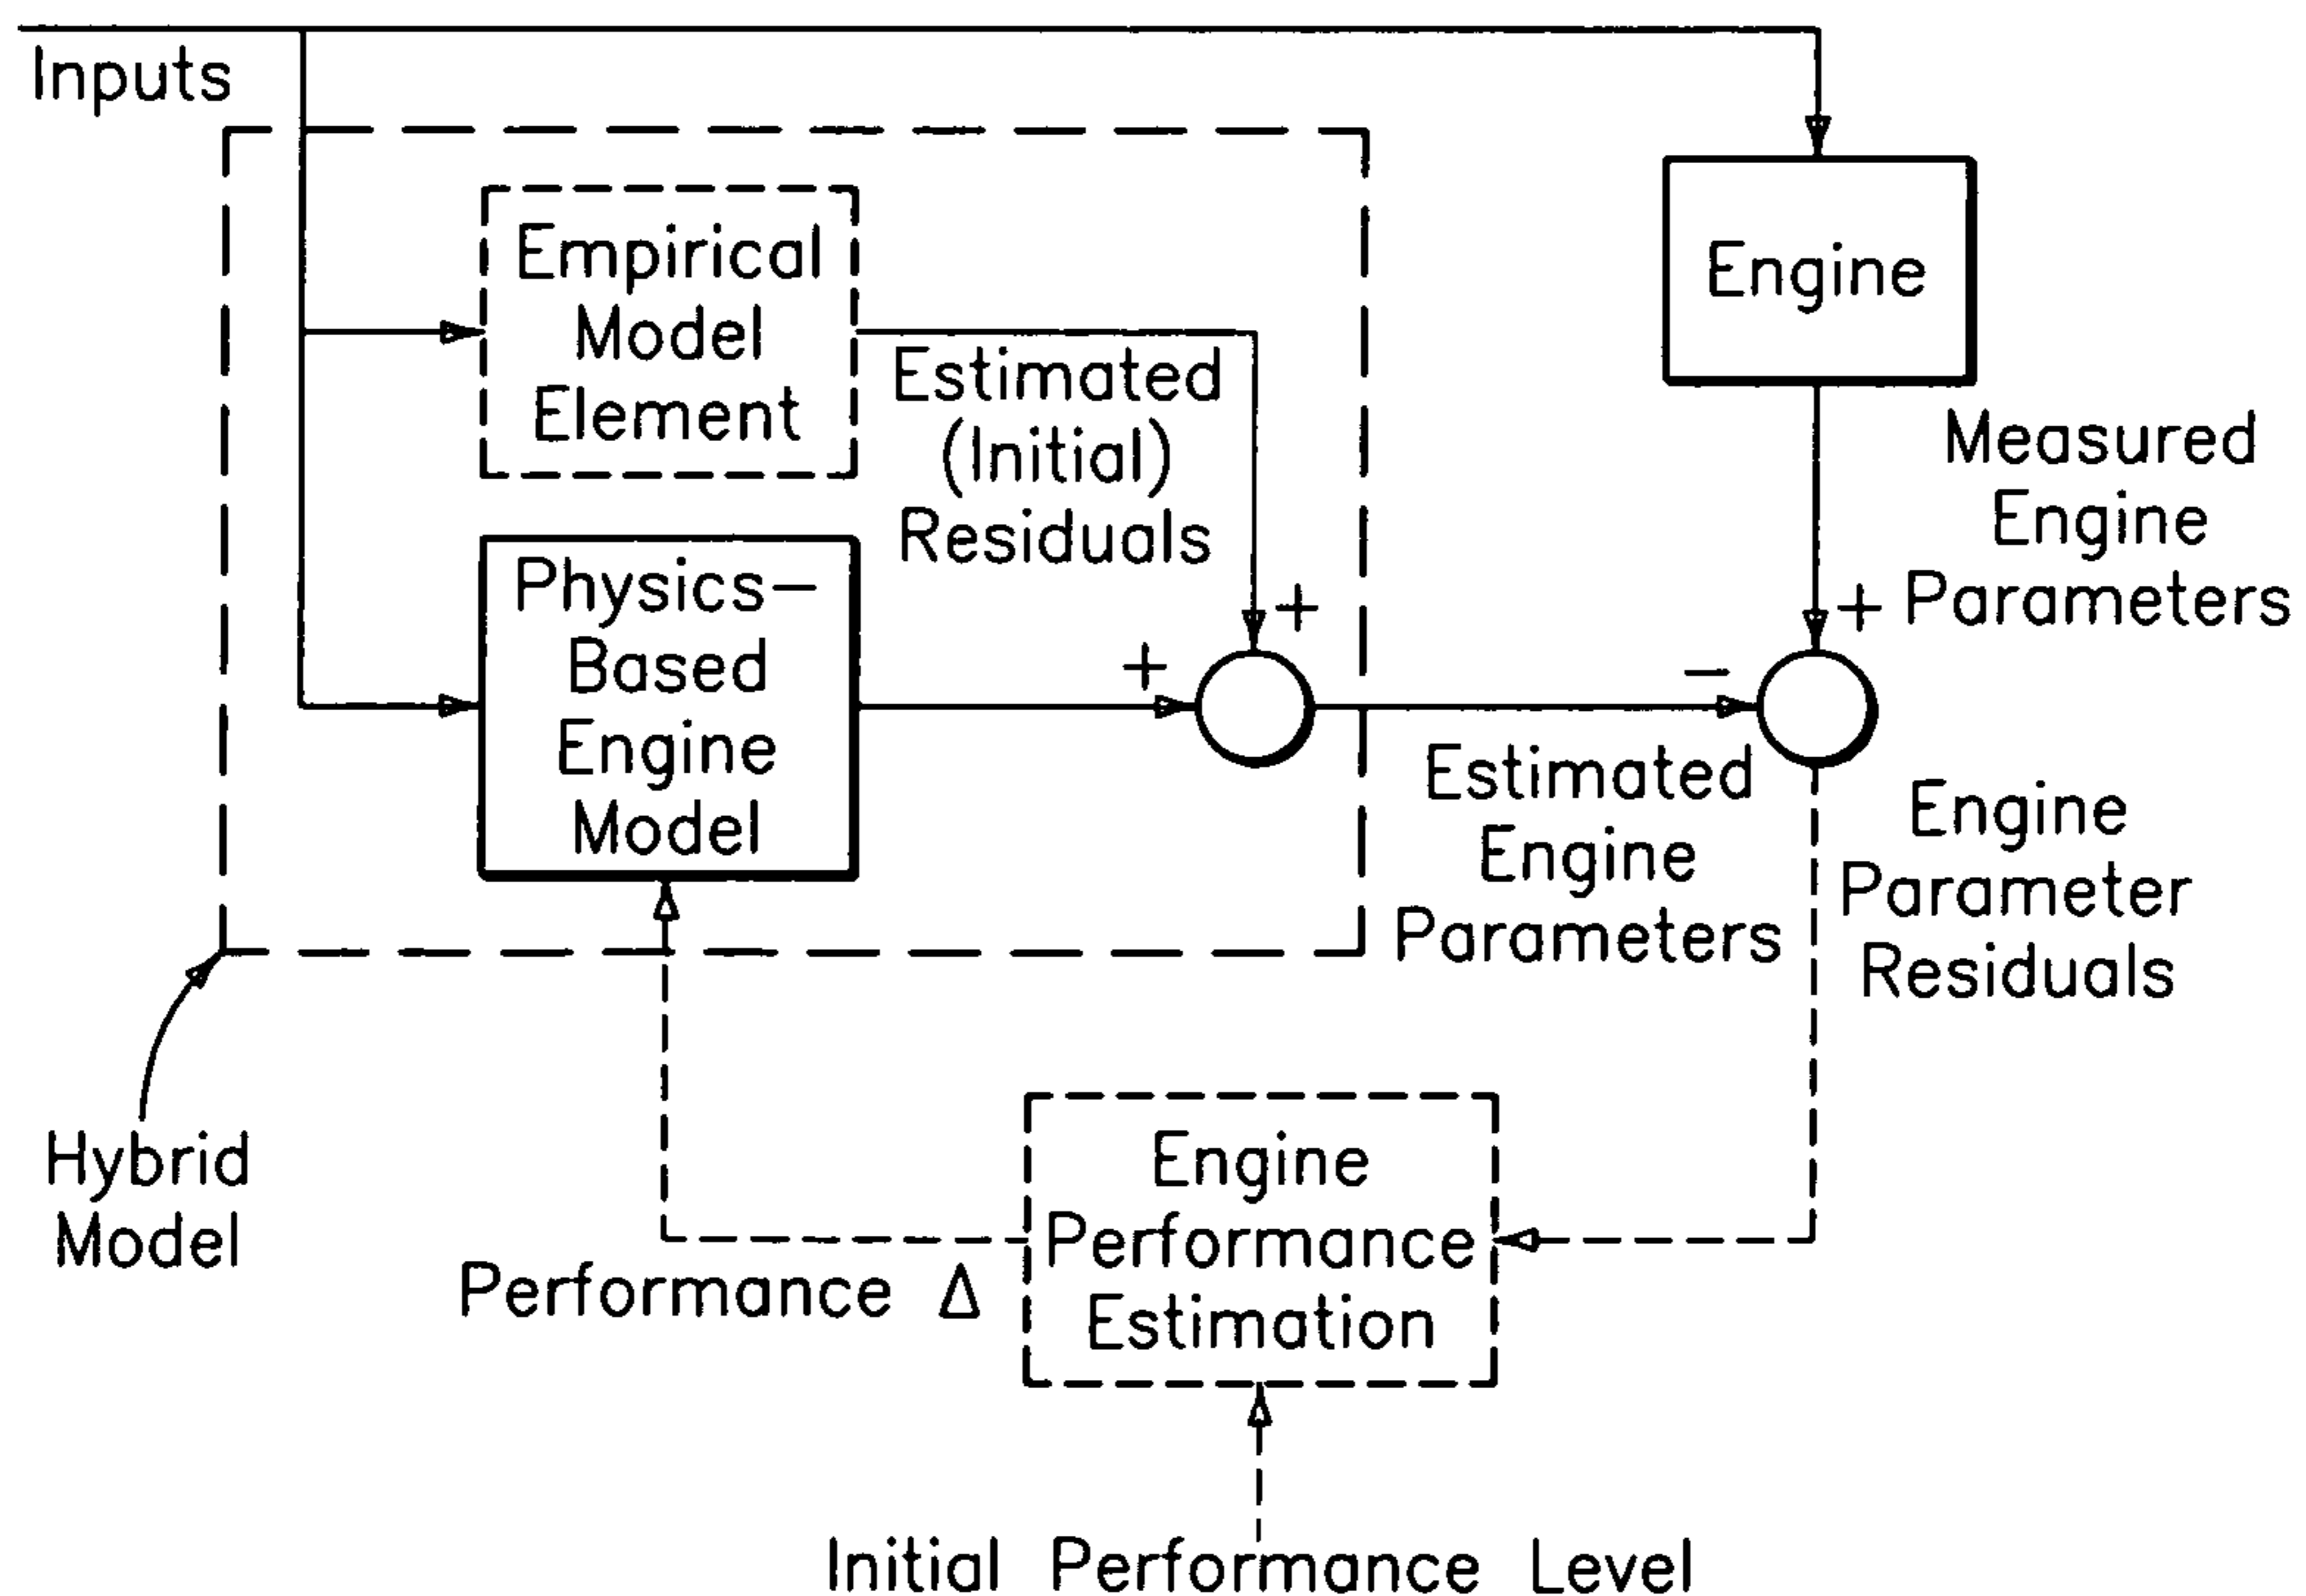 Inputs
Empirical
Model
Element
Engine
Estimated
(Initial)
Residuals
+
Measured
Engine
Parameters
+
Physics-
Based
Engine
Model
+
-
Estimated
Engine
Parameters
Engine
Parameter
Residuals
Hybrid
Model
Performance Δ
Engine
Performance
Estimation
Initial Performance Level